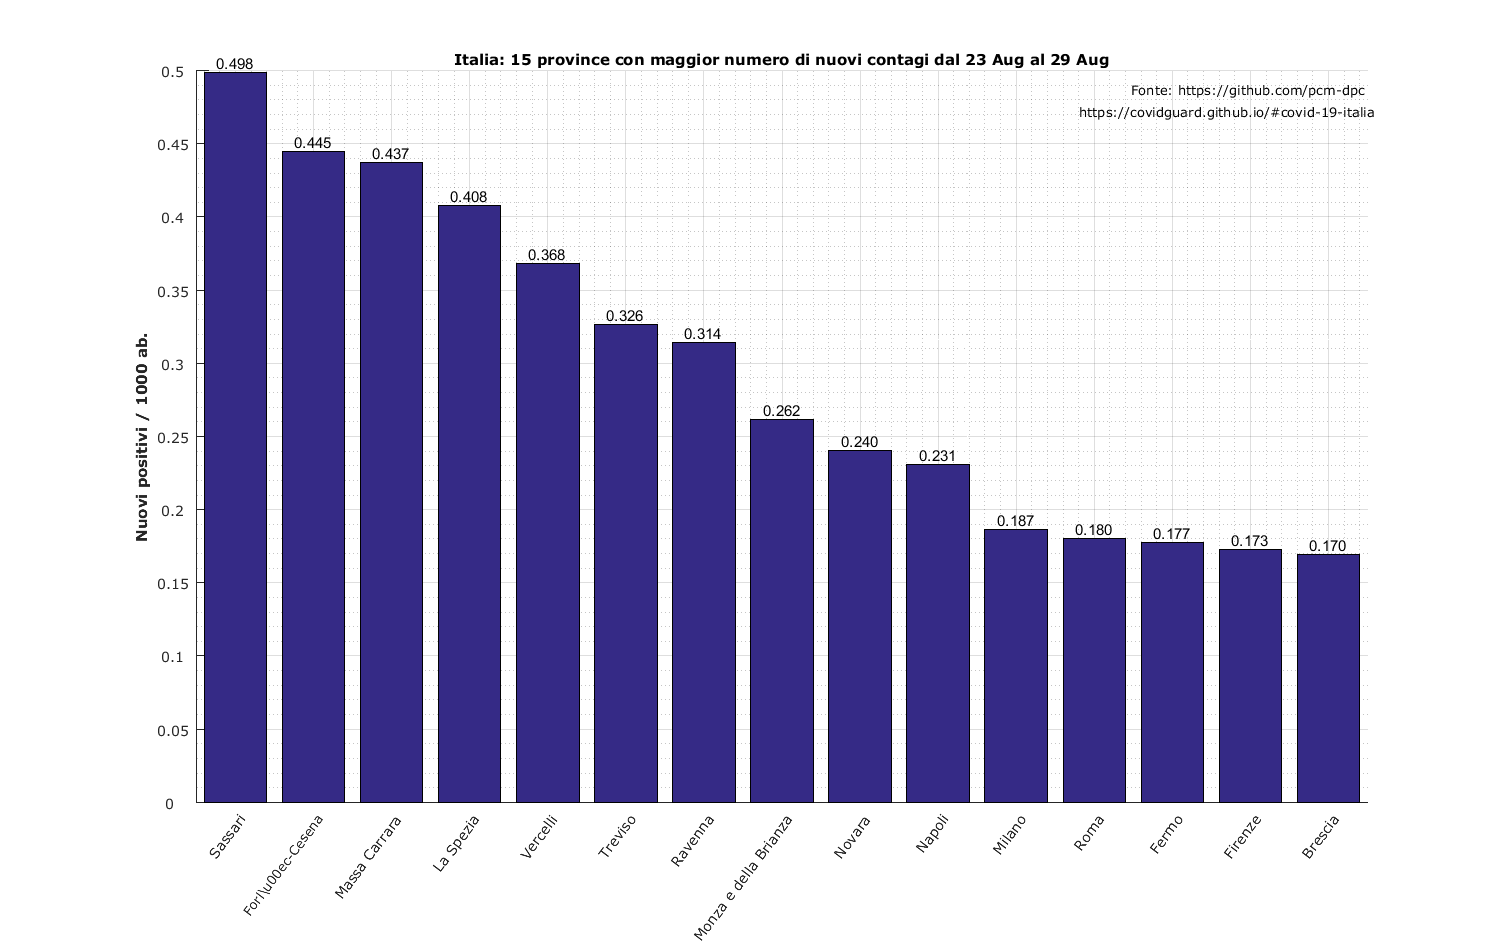 Italia: 15 province con maggior numero di nuovi contagi dal 23 Aug al 29 Aug
Fonte: https://github.com/pcm-dpc
https://covidguard.github.io/#covid-19-italia
Nuovi positivi / 1000 ab.
0.5
0.45
0.4
0.35
0.3
0.25
0.2
0.15
0.1
0.05
0
0.498
0.445
0.437
0.408
0.368
0.326
0.314
0.262
0.240
0.231
0.187
0.180
0.177
0.173
0.170
Sassari
Forl\u00ec-Cesena
Massa Carrara
La Spezia
Vercelli
Treviso
Ravenna
Monza e della Brianza
Novara
Napoli
Milano
Roma
Fermo
Firenze
Brescia